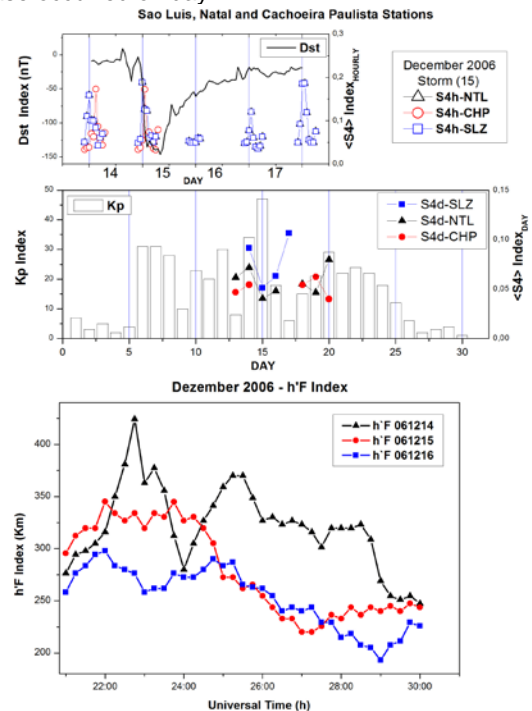 Sao Luis, Natal and Cachoeira Paulista Stations
Dst
Dst Index (nT)
0
-50
-100
-150
0,3
0,2
0,1
0,0
<S4> Index HOURLY
14 15 16 17
DAY
December 2006
Storm (15)
S4h-NTL
S4h-CHP
S4h-SLZ
Kp
Kp Index
S4d-SLZ
S4d-NTL
S4d-CHP
0,15
0,10
0,05
0,00
<S4> Index DAY
0 5 10 15 20 25 30
DAY
Dezember 2006 - h'F Index
h`F 061214
h`F 061215
h`F 061216
h'F Index (Km)
400
350
300
250
200
22:00 24:00 26:00 28:00 30:00
Universal Time (h)